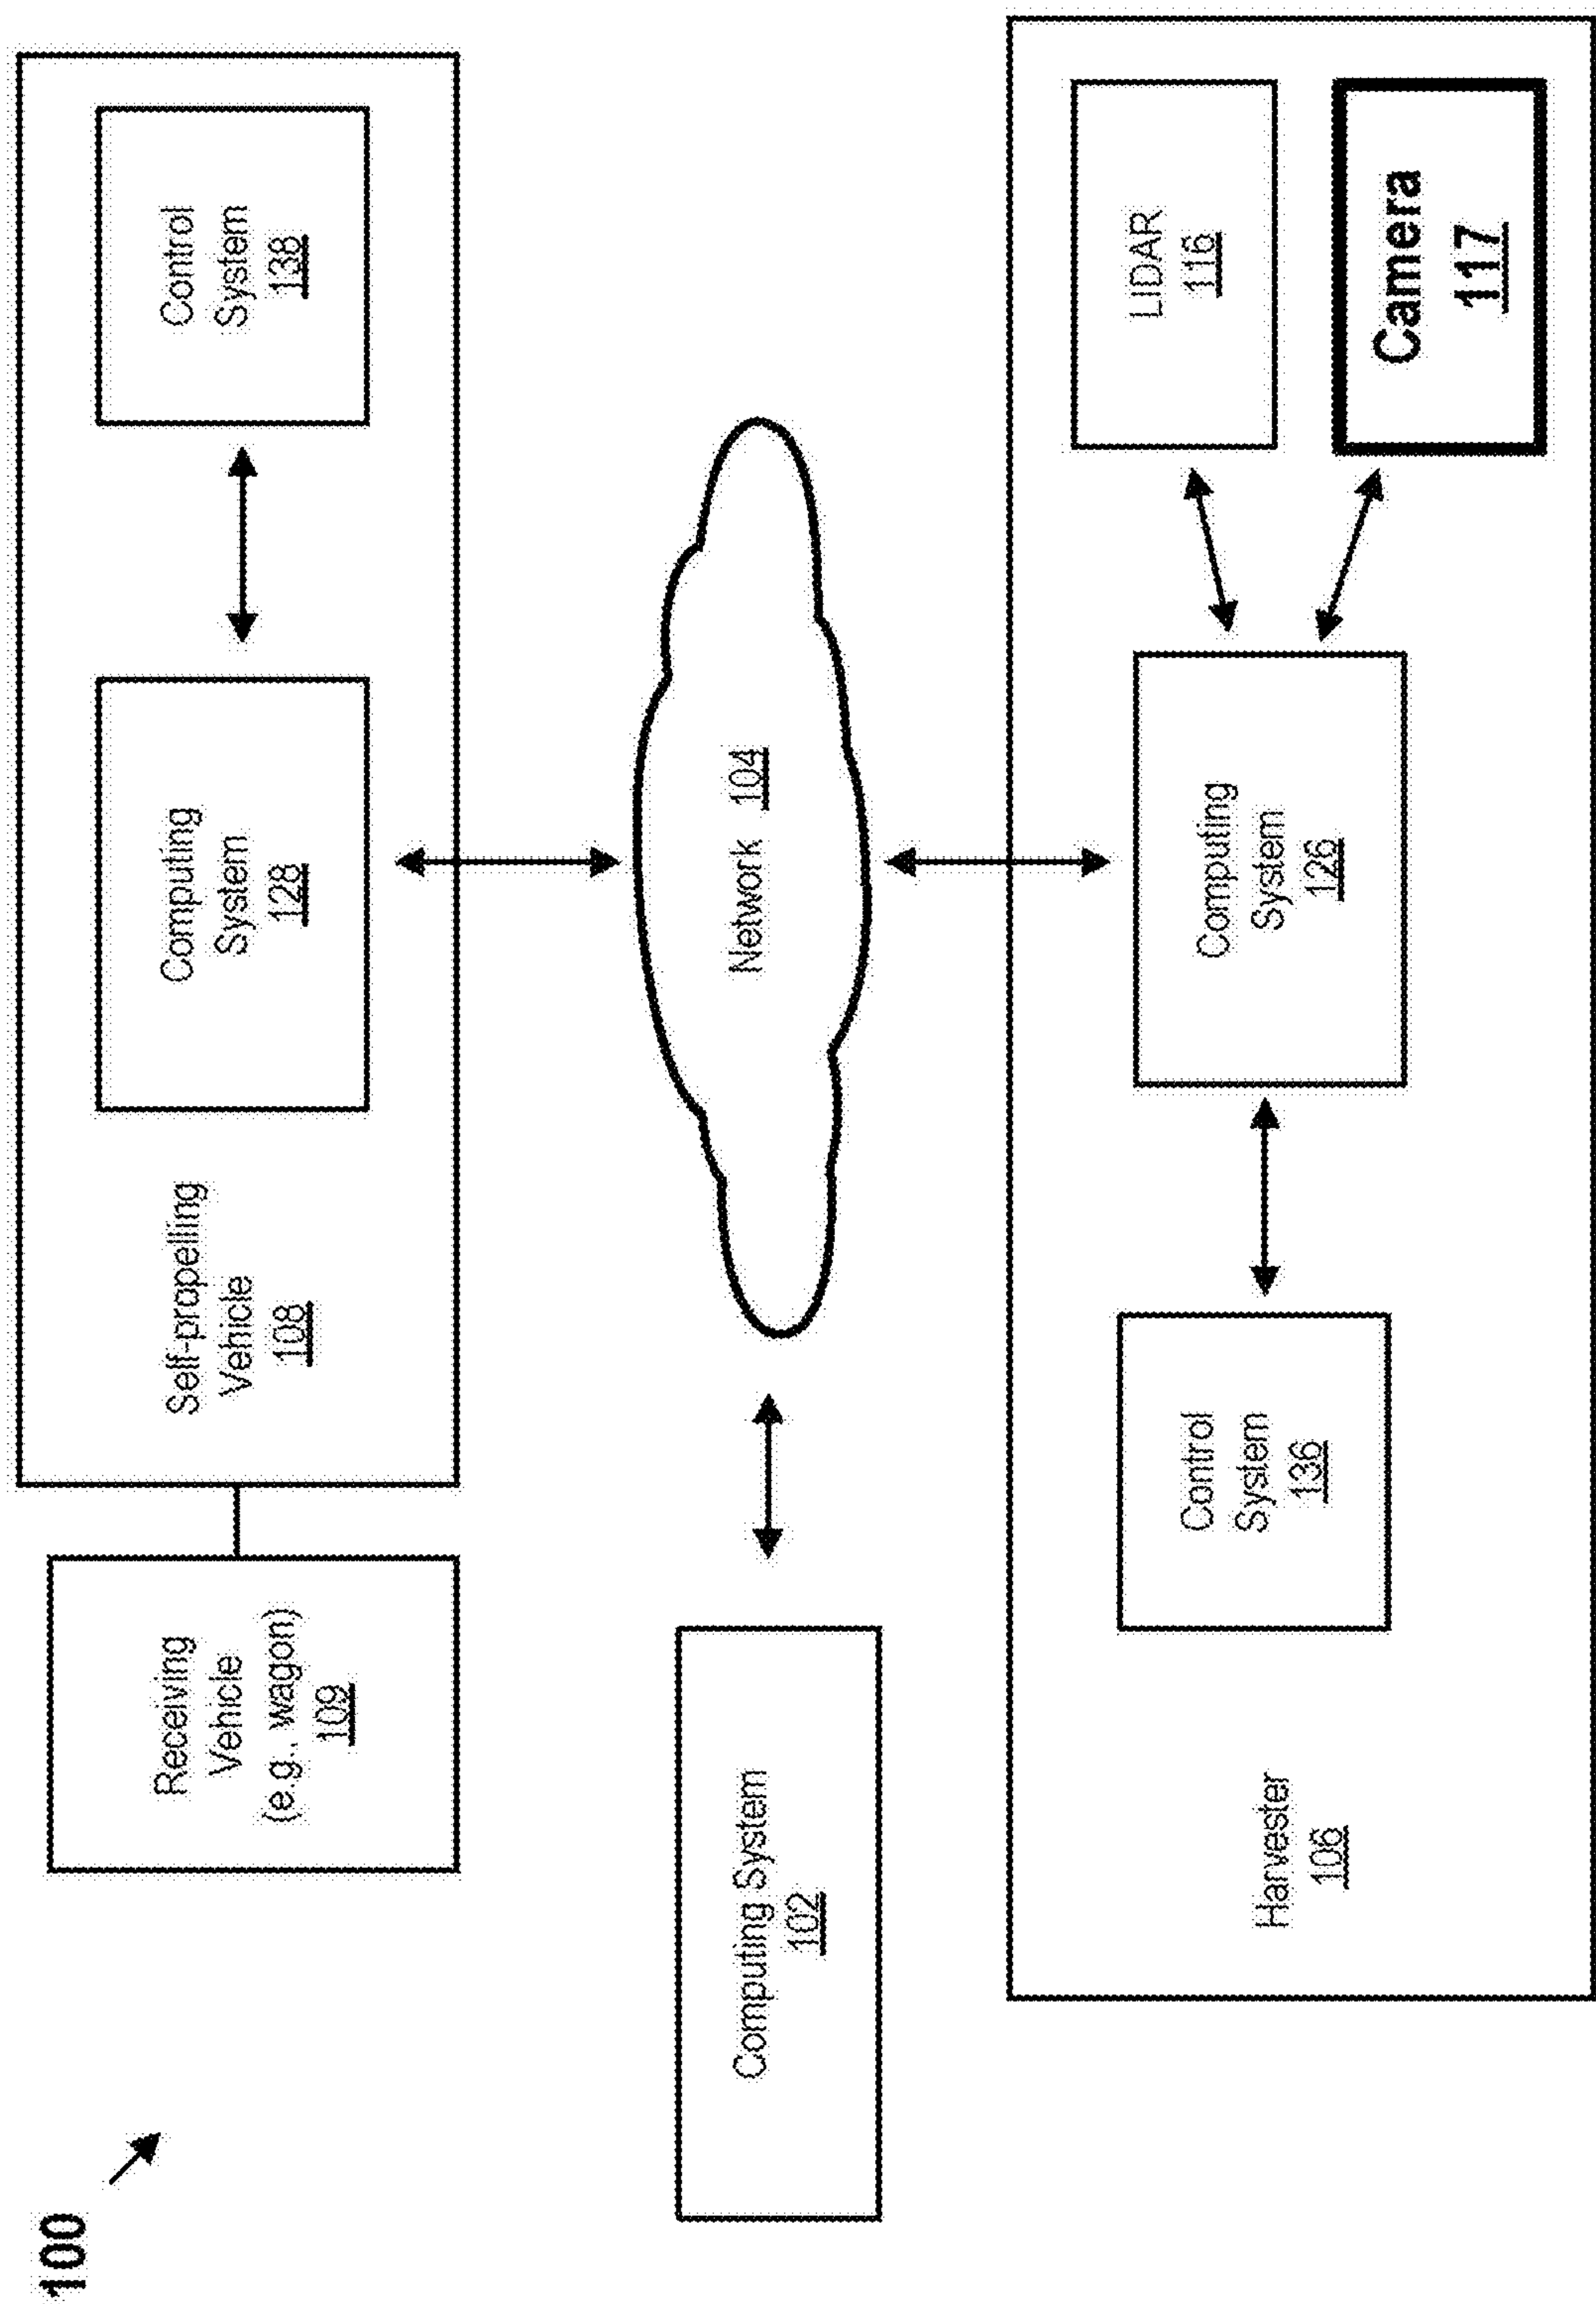 100
Receiving
Vehicle
(e.g., wagon)
109
Self-propelling
Vehicle
108
Computing
System
128
Control
System
138
Computing System
102
Network 104
Harvester
106
Control
System
136
Computing
System
126
LIDAR
116
Camera
117